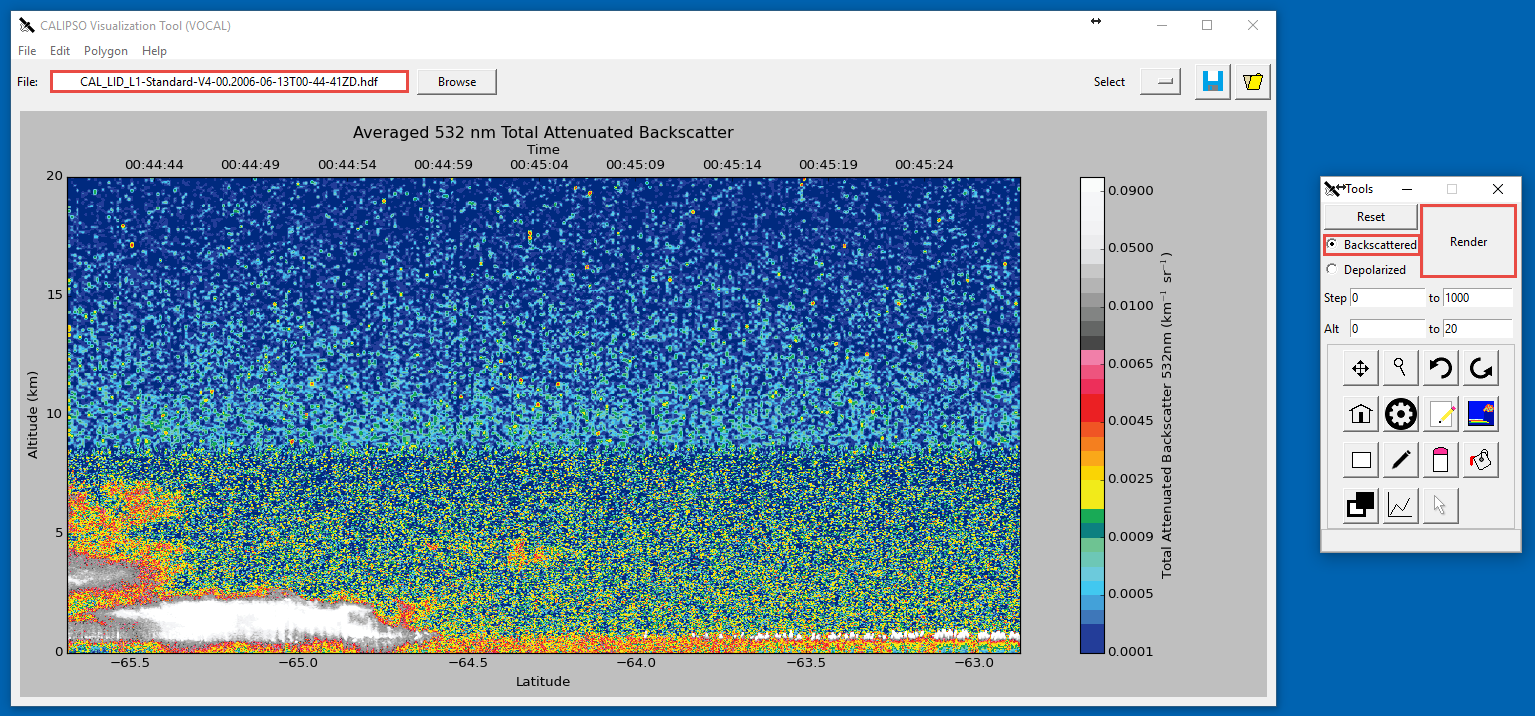 CALIPSO Visualization Tool (VOCAL)
File Edit Polygon Help
File: CAL_LID_L1-Standard-V4-00.2006-06-13T00-44-41ZD.hdf Browse Select
Averaged 532 nm Total Attenuated Backscatter
Time
00:44:44 00:44:49 00:44:54 00:44:59 00:45:04 00:45:09 00:45:14 00:45:19 00:45:24
20
15
10
5
0
Altitude (km)
−65.5 −65.0 −64.5 −64.0 −63.5 −63.0
Latitude
0.0900
0.0500
0.0100
0.0065
0.0045
0.0025
0.0009
0.0005
0.0001
Total Attenuated Backscatter 532nm (km⁻¹ sr⁻¹)
Tools
Reset
Render
Backscattered
Depolarized
Step 0 to 1000
Alt 0 to 20